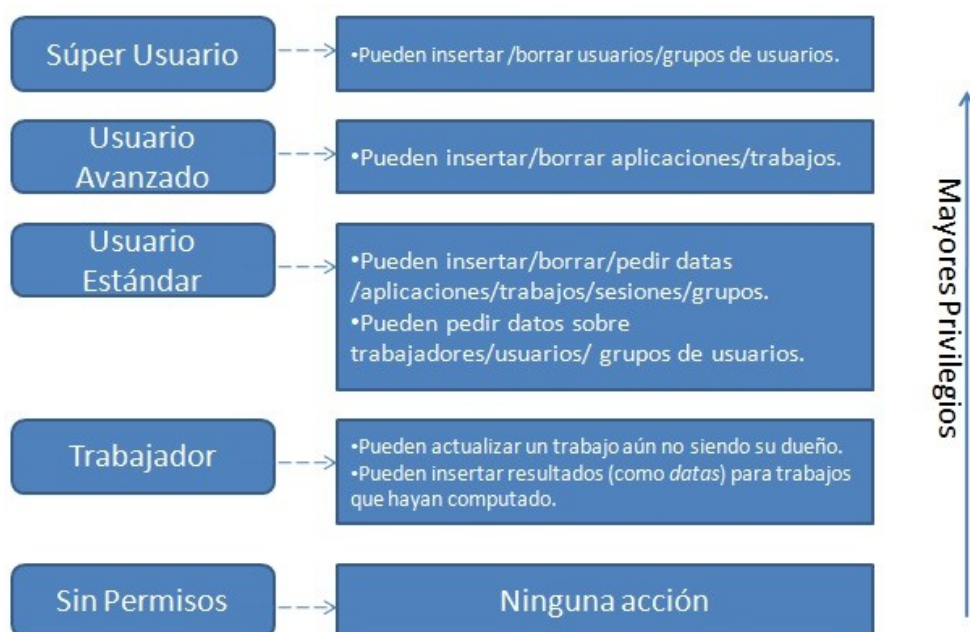 Súper Usuario
•Pueden insertar /borrar usuarios/grupos de usuarios.
Usuario
Avanzado
•Pueden insertar/borrar aplicaciones/trabajos.
Usuario
Estándar
•Pueden insertar/borrar/pedir datas
/aplicaciones/trabajos/sesiones/grupos.
•Pueden pedir datos sobre
trabajadores/usuarios/ grupos de usuarios.
Trabajador
•Pueden actualizar un trabajo aún no siendo su dueño.
•Pueden insertar resultados (como datas) para trabajos
que hayan computado.
Sin Permisos
Ninguna acción
Mayores Privilegios